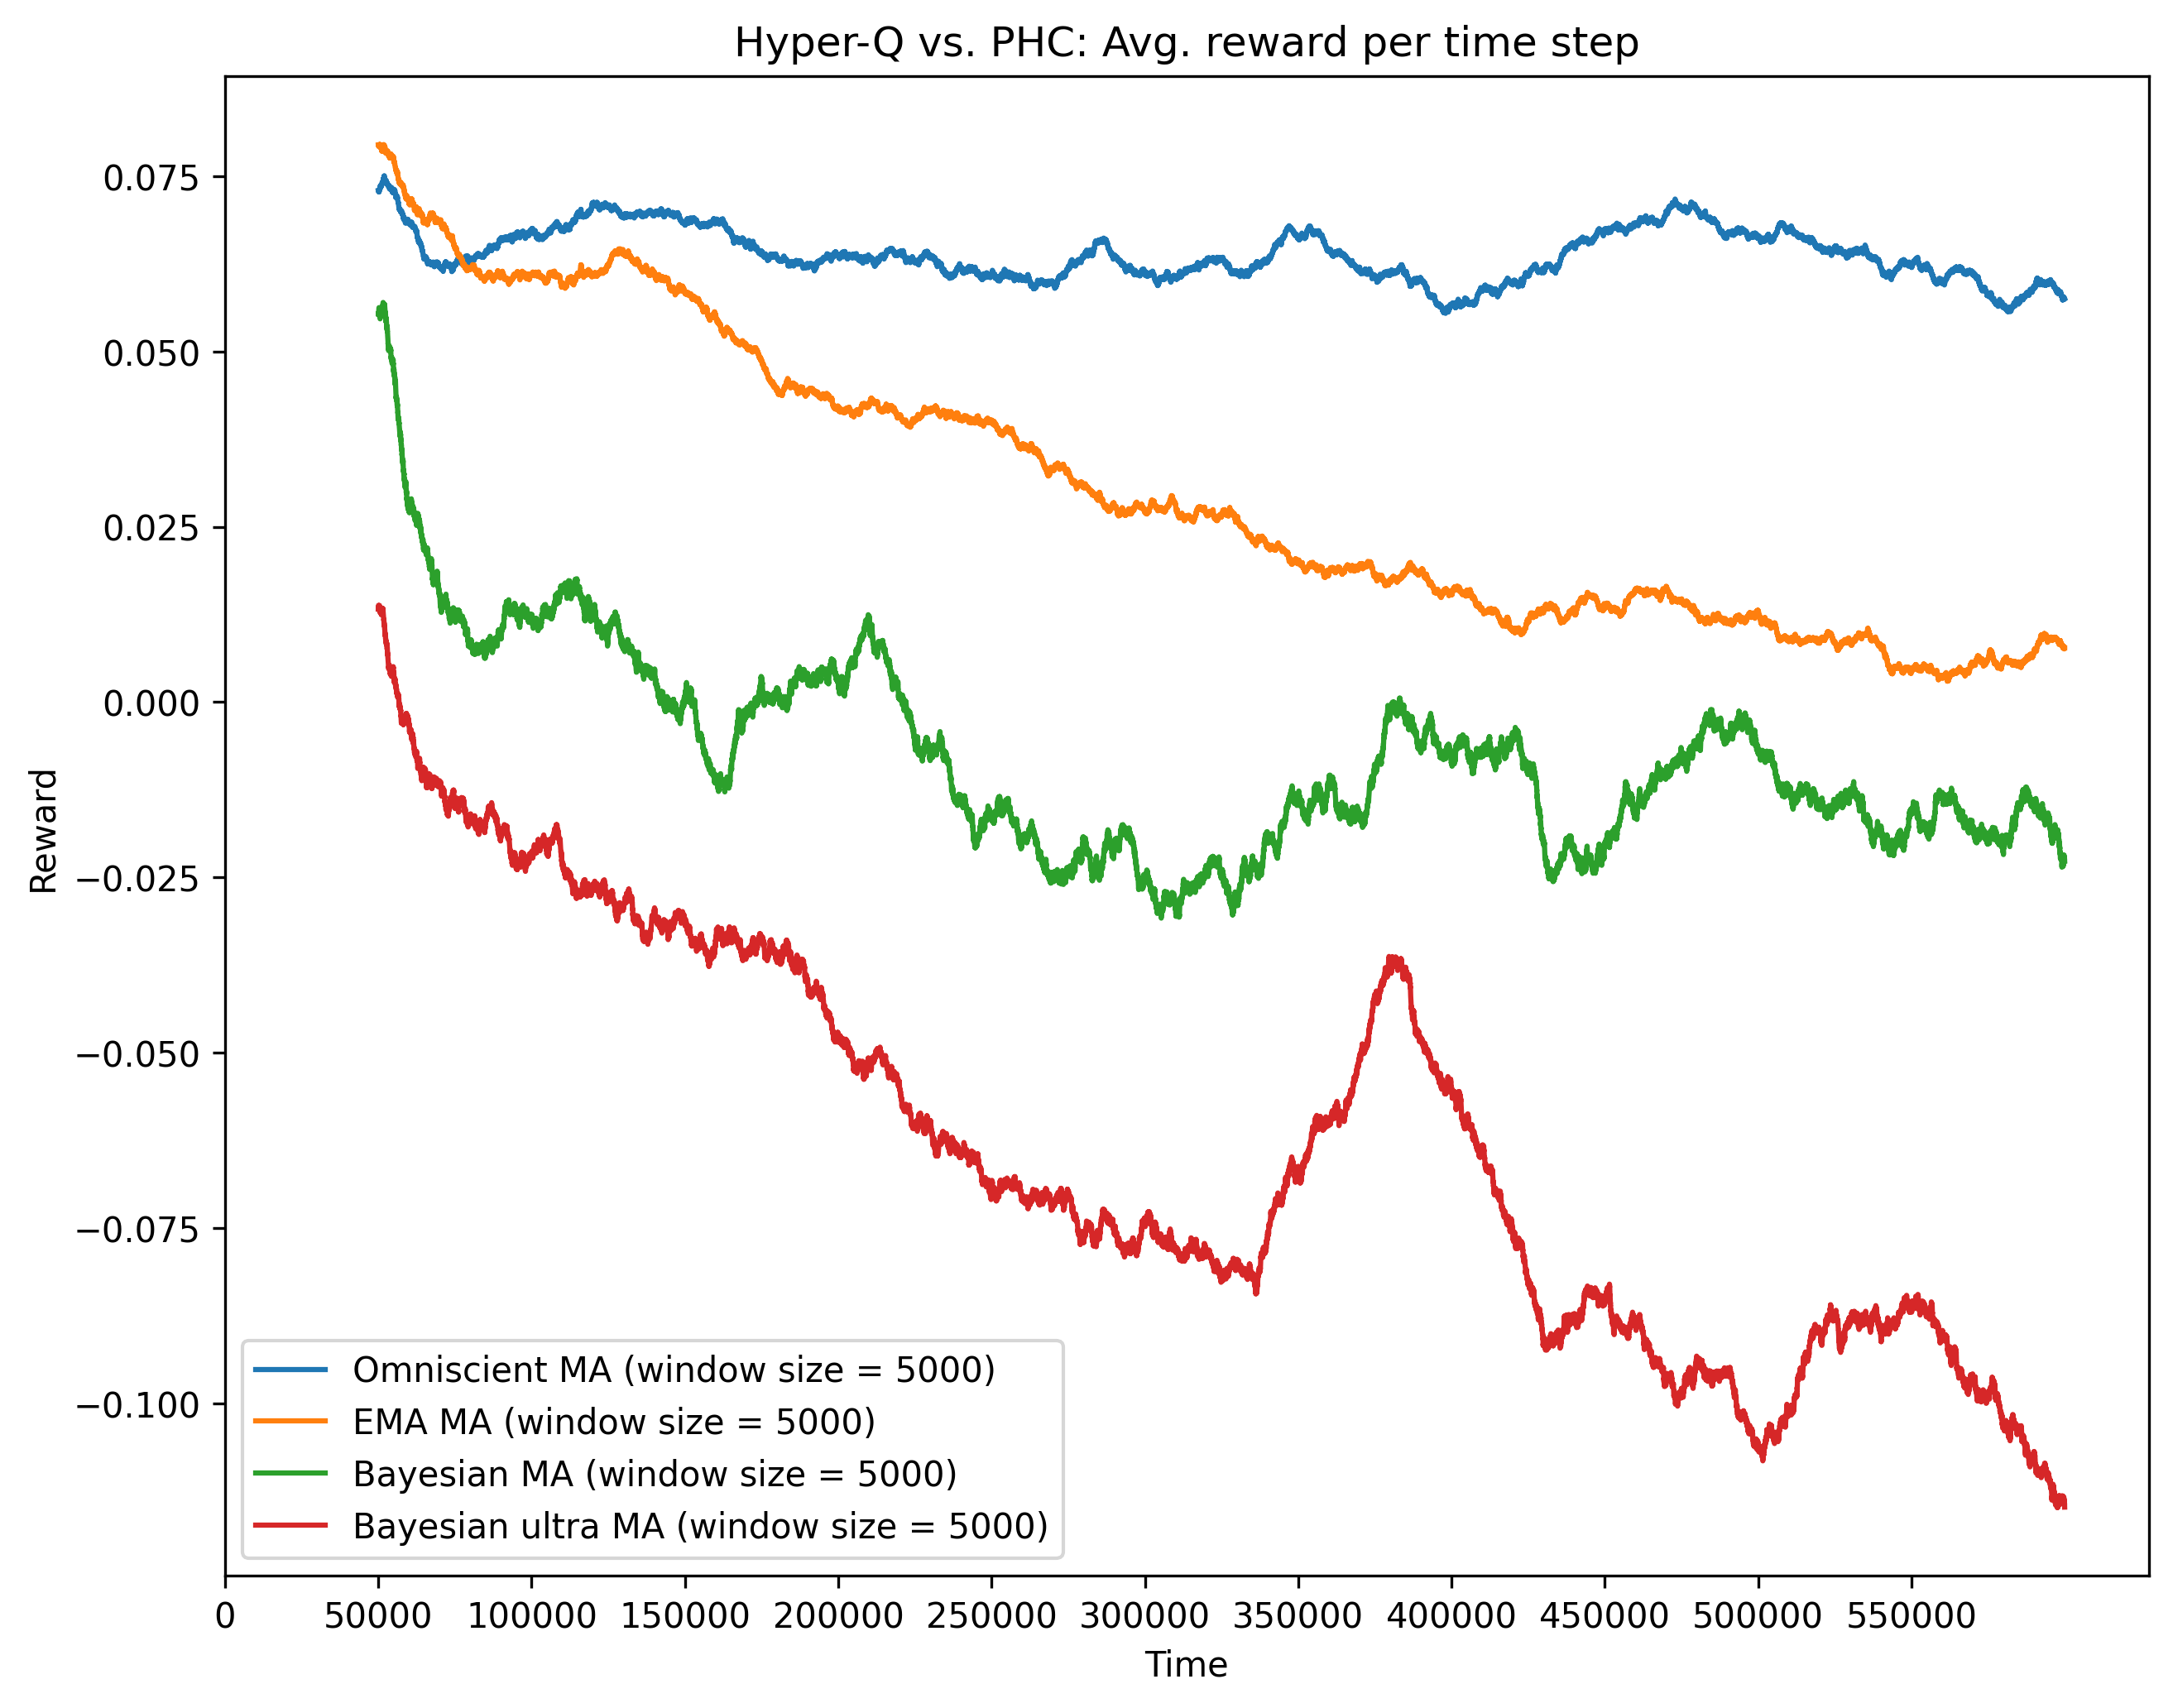 Hyper-Q vs. PHC: Avg. reward per time step
Reward
0.075
0.050
0.025
0.000
−0.025
−0.050
−0.075
−0.100
Omniscient MA (window size = 5000)
EMA MA (window size = 5000)
Bayesian MA (window size = 5000)
Bayesian ultra MA (window size = 5000)
0 50000 100000 150000 200000 250000 300000 350000 400000 450000 500000 550000
Time